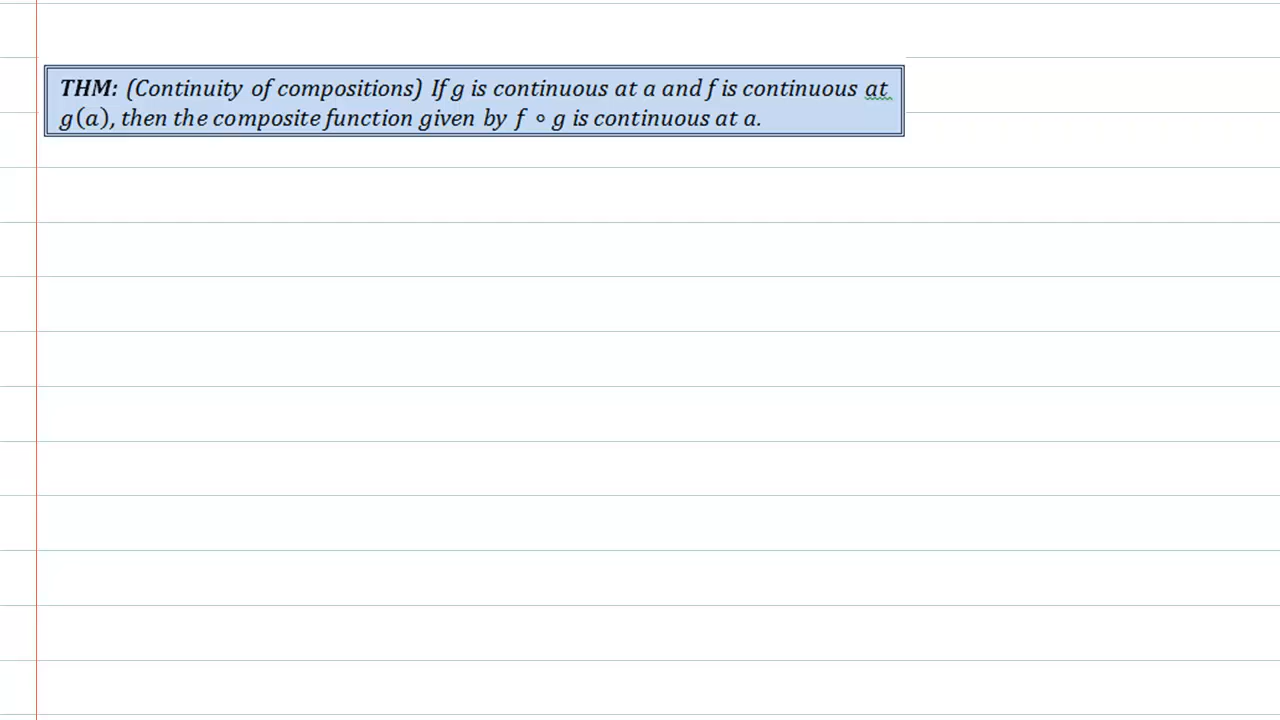 THM: (Continuity of compositions) If g is continuous at a and f is continuous at
g(a), then the composite function given by f ∘ g is continuous at a.